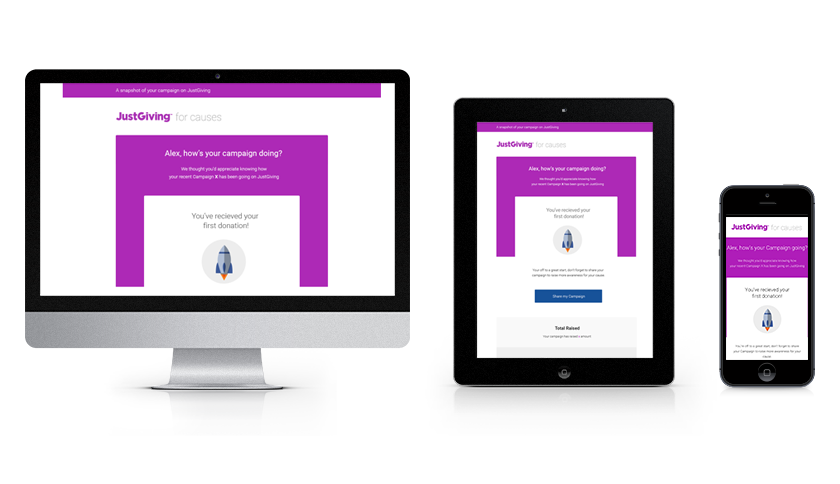 A snapshot of your campaign on JustGiving
JustGiving™ for causes
Alex, how's your campaign doing?
We thought you'd appreciate knowing how
your recent Campaign X has been going on JustGiving
You've recieved your
first donation!
A snapshot of your campaign on JustGiving
JustGiving™ for causes
Alex, how's your campaign doing?
We thought you'd appreciate knowing how
your recent Campaign X has been going on JustGiving
You've recieved your
first donation!
Your off to a great start, don't forget to share your
campaign to raise more awareness for your cause.
Share my Campaign
Total Raised
Your campaign has raised x amount
JustGiving™ for causes
Alex, how's your Campaign going?
We thought you'd appreciate knowing how
your recent Campaign X has been going on JustGiving
You've recieved your
first donation!
You're off to a great start, don't forget to share
your Campaign to raise more awareness for your
cause.